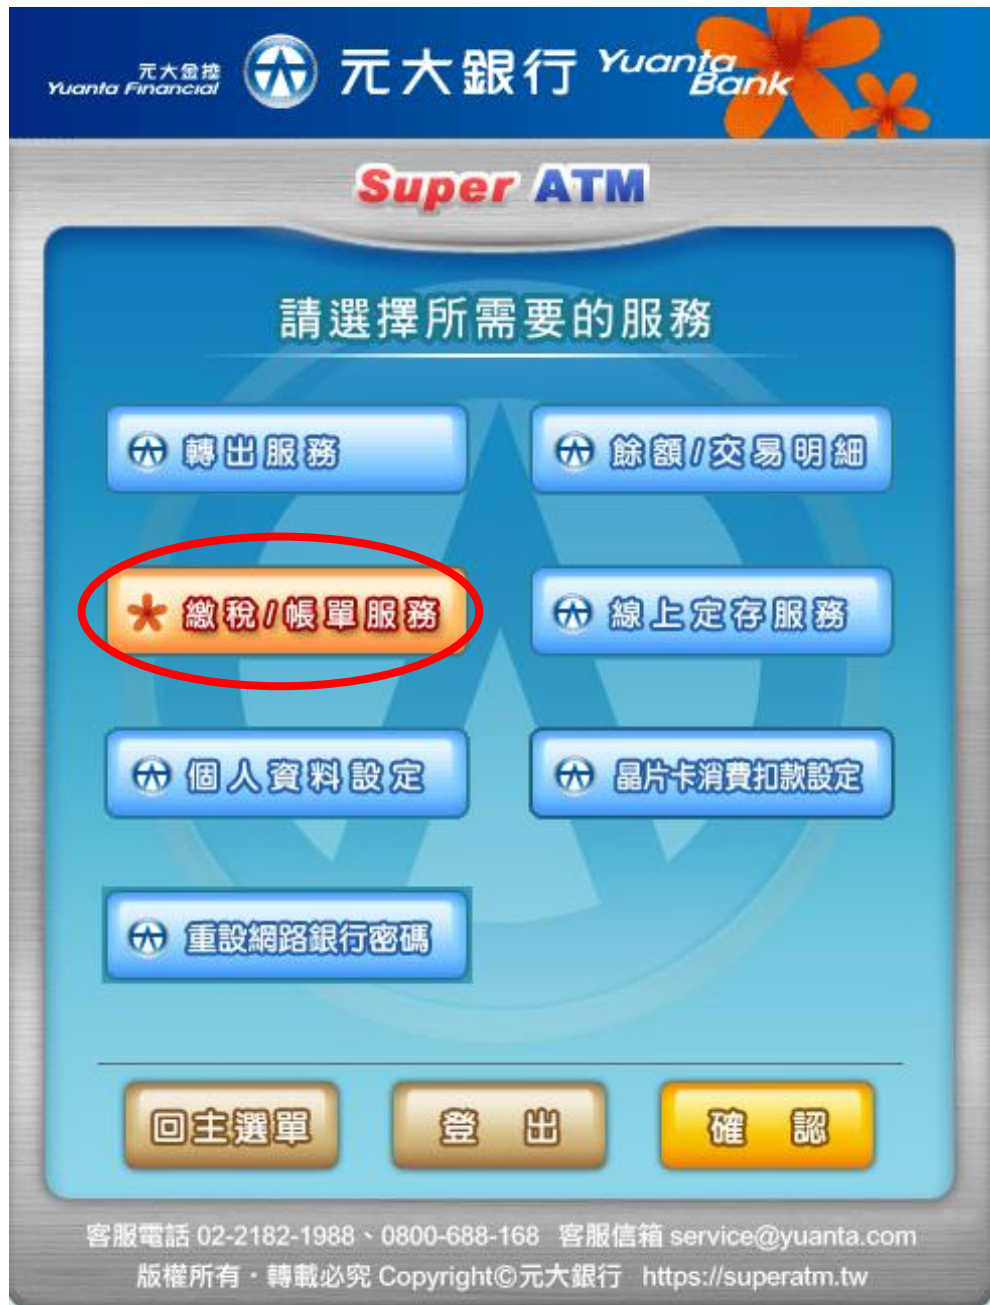 元大金控
Yuanta Financial
元大銀行
Yuanta
Bank
Super ATM
請選擇所需要的服務
轉出服務
餘額/交易明細
繳稅/帳單服務
線上定存服務
個人資料設定
晶片卡消費扣款設定
重設網路銀行密碼
回主選單
登 出
確 認
客服電話 02-2182-1988、0800-688-168 客服信箱 service@yuanta.com
版權所有．轉載必究 Copyright©元大銀行 https://superatm.tw